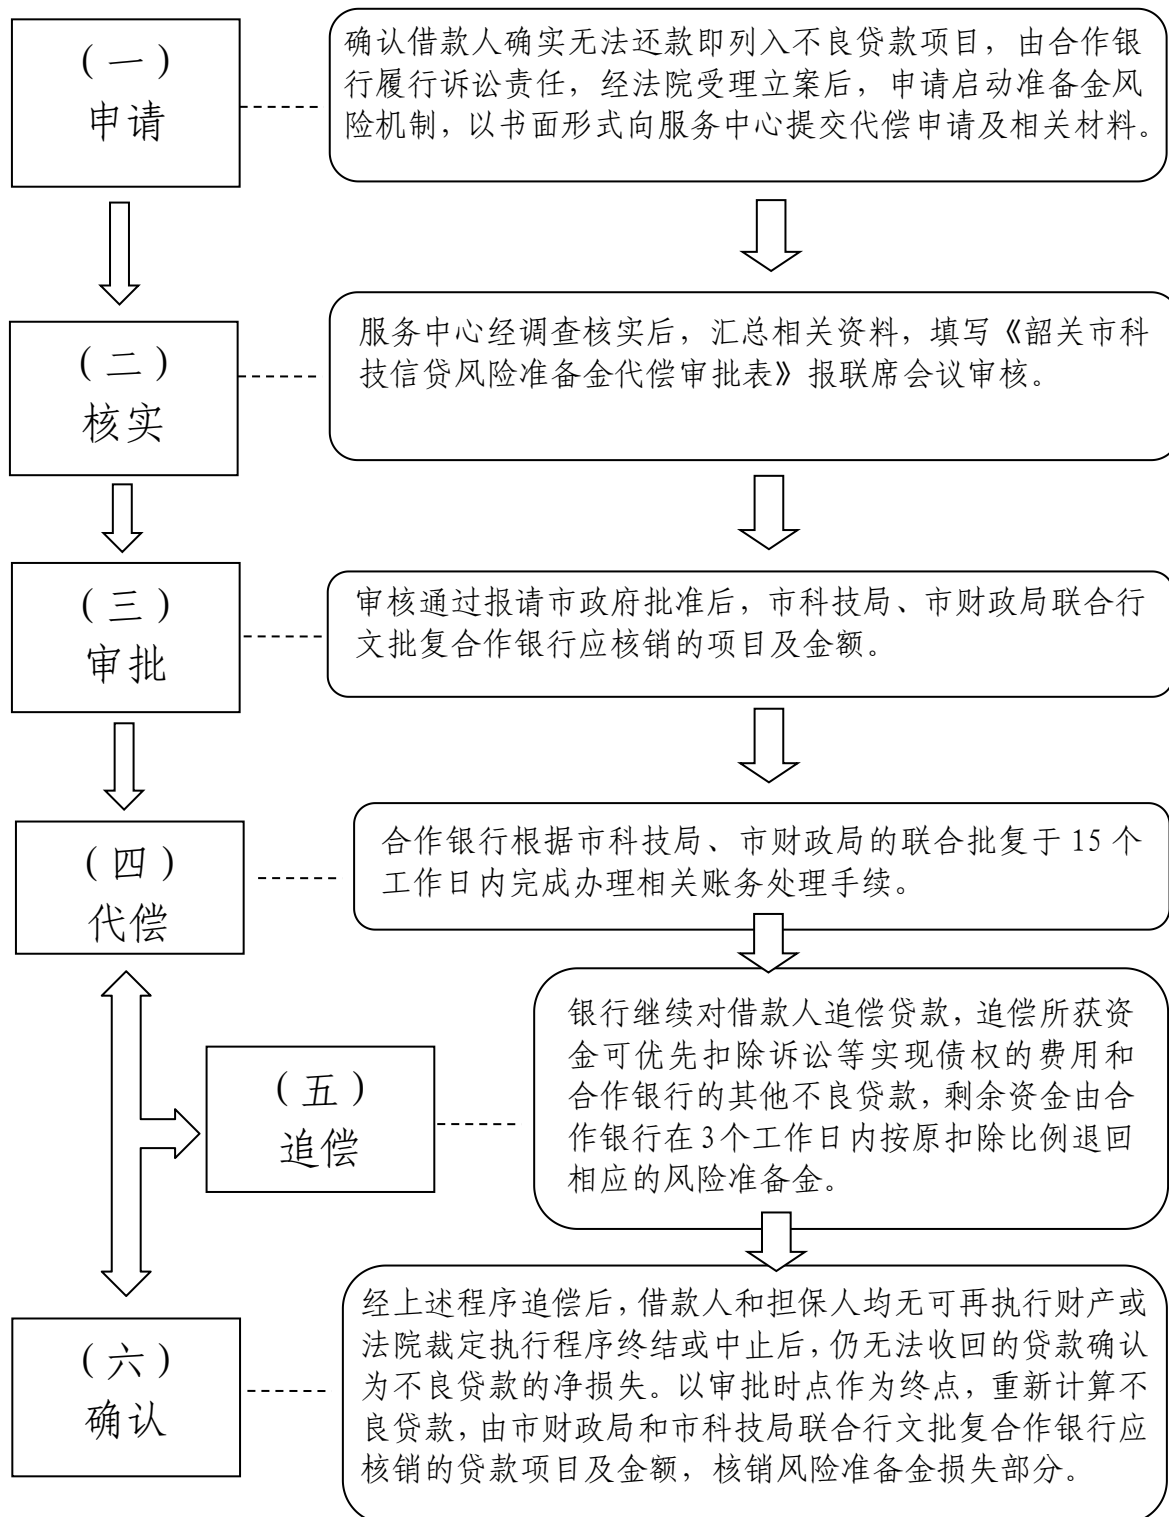 （一）
申请
确认借款人确实无法还款即列入不良贷款项目，由合作银
行履行诉讼责任，经法院受理立案后，申请启动准备金风
险机制，以书面形式向服务中心提交代偿申请及相关材料。
（二）
核实
服务中心经调查核实后，汇总相关资料，填写《韶关市科
技信贷风险准备金代偿审批表》报联席会议审核。
（三）
审批
审核通过报请市政府批准后，市科技局、市财政局联合行
文批复合作银行应核销的项目及金额。
（四）
代偿
合作银行根据市科技局、市财政局的联合批复于 15 个
工作日内完成办理相关账务处理手续。
（五）
追偿
银行继续对借款人追偿贷款，追偿所获资
金可优先扣除诉讼等实现债权的费用和
合作银行的其他不良贷款，剩余资金由合
作银行在 3 个工作日内按原扣除比例退回
相应的风险准备金。
（六）
确认
经上述程序追偿后，借款人和担保人均无可再执行财产或
法院裁定执行程序终结或中止后，仍无法收回的贷款确认
为不良贷款的净损失。以审批时点作为终点，重新计算不
良贷款，由市财政局和市科技局联合行文批复合作银行应
核销的贷款项目及金额，核销风险准备金损失部分。